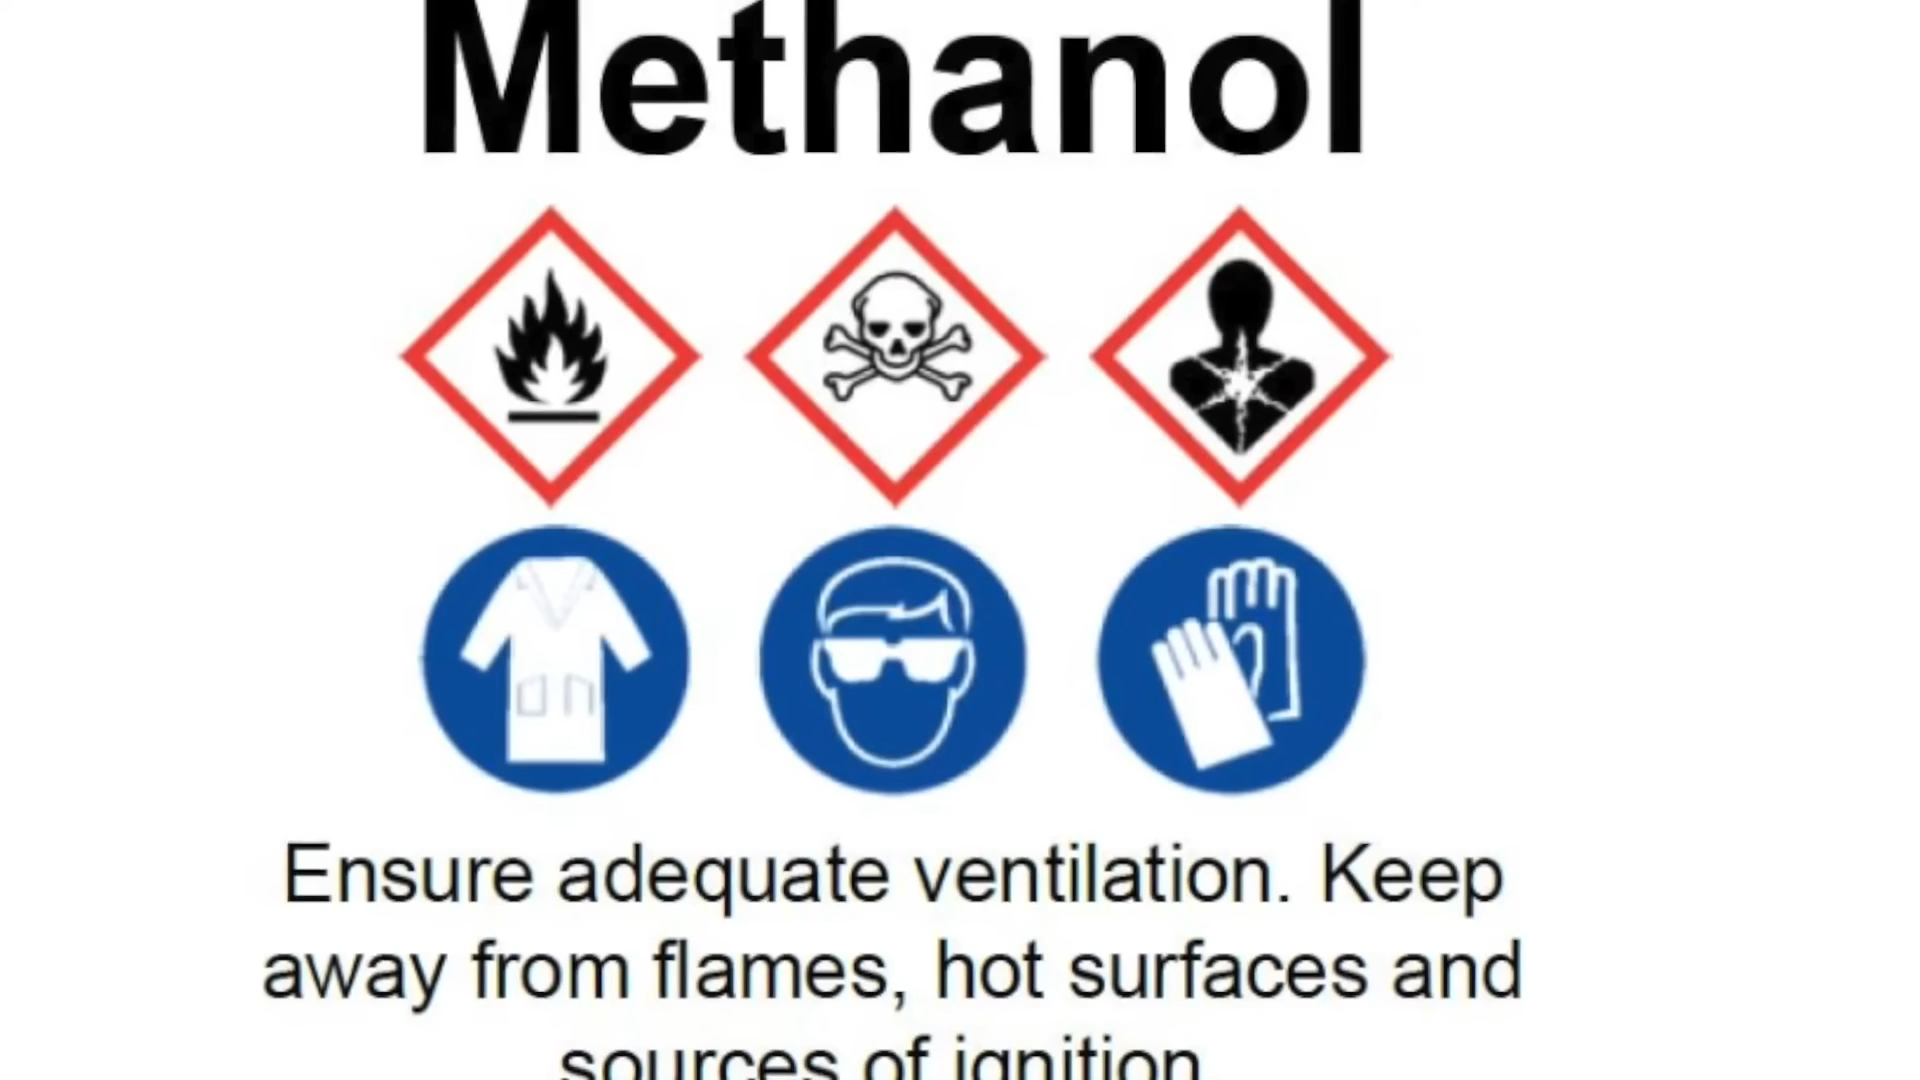 Methanol
Ensure adequate ventilation. Keep
away from flames, hot surfaces and
sources of ignition.